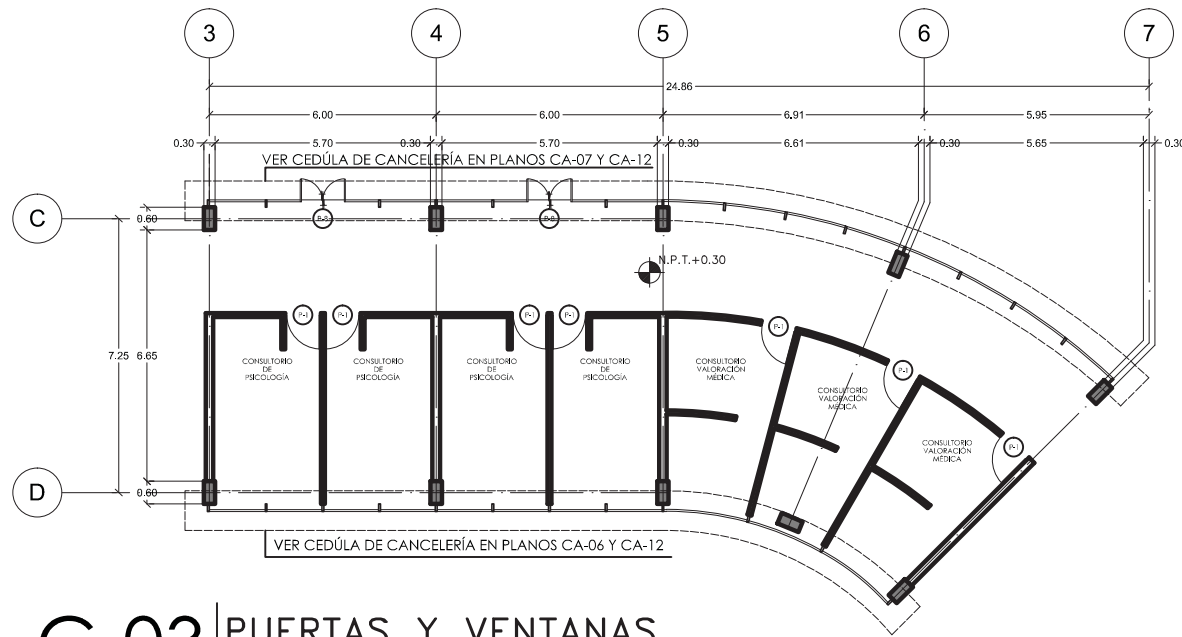 3 4 5 6 7
24.86
6.00 6.00 6.91 5.95
0.30 5.70 0.30 5.70 0.30 6.61 0.30 5.65 0.30
VER CEDÚLA DE CANCELERÍA EN PLANOS CA-07 Y CA-12
C
0.60
P-8 P-8
N.P.T.+0.30
P-1 P-1 P-1 P-1 P-1
7.25 6.65
CONSULTORIO
DE
PSICOLOGÍA
CONSULTORIO
DE
PSICOLOGÍA
CONSULTORIO
DE
PSICOLOGÍA
CONSULTORIO
DE
PSICOLOGÍA
CONSULTORIO
VALORACIÓN
MÉDICA
P-1
CONSULTORIO
VALORACIÓN
MÉDICA
P-1
CONSULTORIO
VALORACIÓN
MÉDICA
D
0.60
VER CEDÚLA DE CANCELERÍA EN PLANOS CA-06 Y CA-12
PUERTAS Y VENTANAS